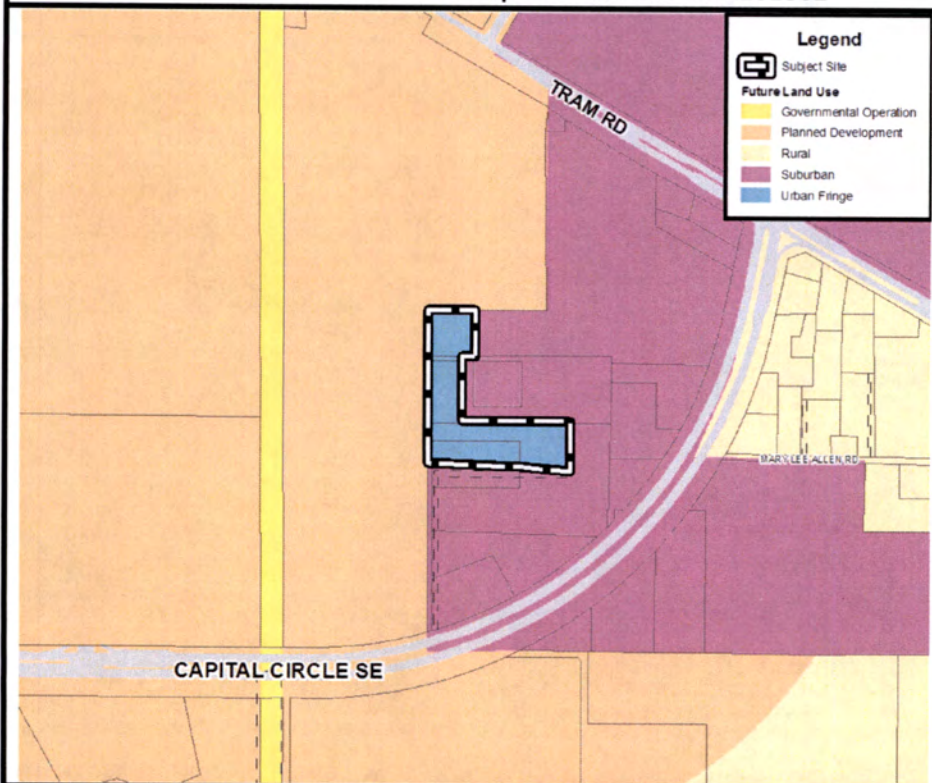 Legend
Subject Site
Future Land Use
Governmental Operation
Planned Development
Rural
Suburban
Urban Fringe
TRAM RD
MARY LEE ALLEN RD
CAPITAL CIRCLE SE